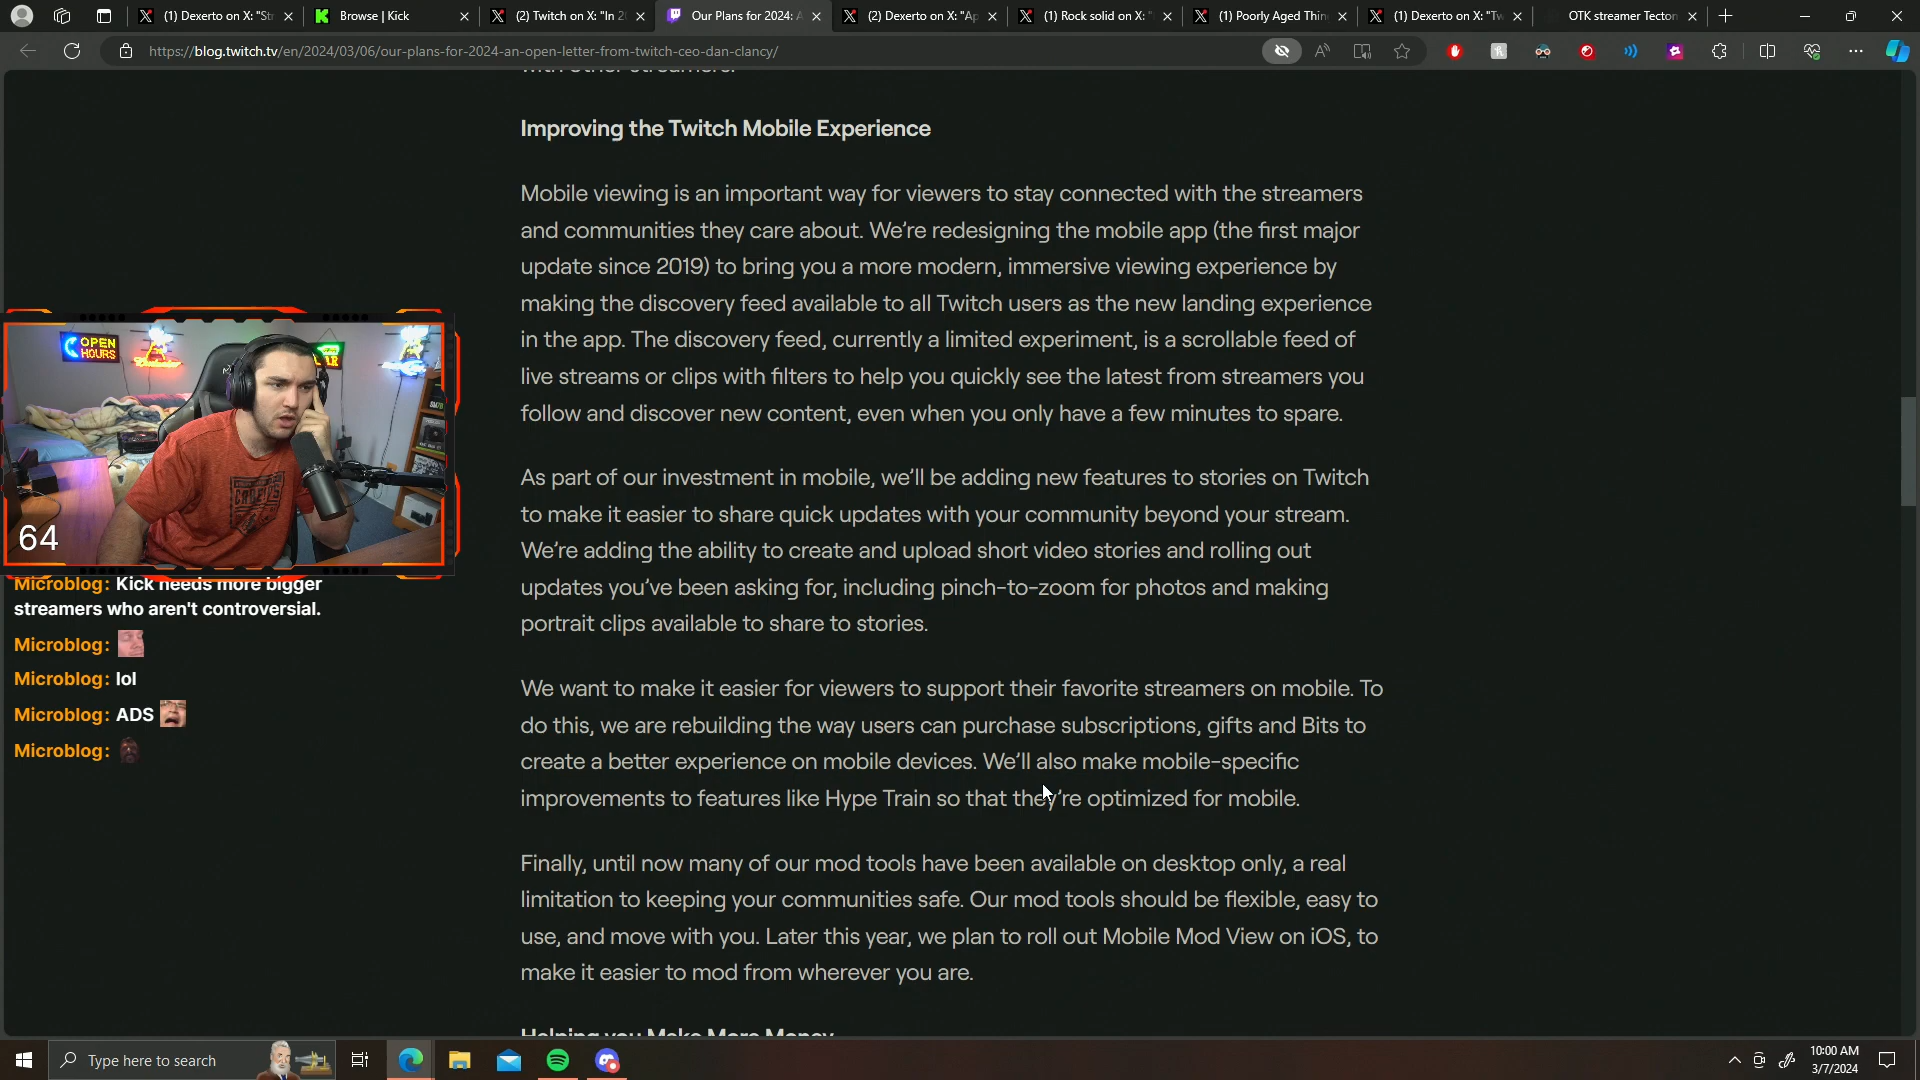 (1) Dexerto on X: "Str
Browse | Kick
(2) Twitch on X: "In 2
Our Plans for 2024: A
(2) Dexerto on X: "Ap
(1) Rock solid on X: "
(1) Poorly Aged Thin
(1) Dexerto on X: "Tw
OTK streamer Tecton
https://blog.twitch.tv/en/2024/03/06/our-plans-for-2024-an-open-letter-from-twitch-ceo-dan-clancy/
with other streamers.
Improving the Twitch Mobile Experience
Mobile viewing is an important way for viewers to stay connected with the streamers
and communities they care about. We're redesigning the mobile app (the first major
update since 2019) to bring you a more modern, immersive viewing experience by
making the discovery feed available to all Twitch users as the new landing experience
in the app. The discovery feed, currently a limited experiment, is a scrollable feed of
live streams or clips with filters to help you quickly see the latest from streamers you
follow and discover new content, even when you only have a few minutes to spare.
As part of our investment in mobile, we'll be adding new features to stories on Twitch
to make it easier to share quick updates with your community beyond your stream.
We're adding the ability to create and upload short video stories and rolling out
updates you've been asking for, including pinch-to-zoom for photos and making
portrait clips available to share to stories.
We want to make it easier for viewers to support their favorite streamers on mobile. To
do this, we are rebuilding the way users can purchase subscriptions, gifts and Bits to
create a better experience on mobile devices. We'll also make mobile-specific
improvements to features like Hype Train so that they're optimized for mobile.
Finally, until now many of our mod tools have been available on desktop only, a real
limitation to keeping your communities safe. Our mod tools should be flexible, easy to
use, and move with you. Later this year, we plan to roll out Mobile Mod View on iOS, to
make it easier to mod from wherever you are.
Helping you Make More Money
OPEN
HOURS
64
Microblog: Kick needs more bigger
streamers who aren't controversial.
Microblog:
Microblog: lol
Microblog: ADS
Microblog:
Type here to search
10:00 AM
3/7/2024